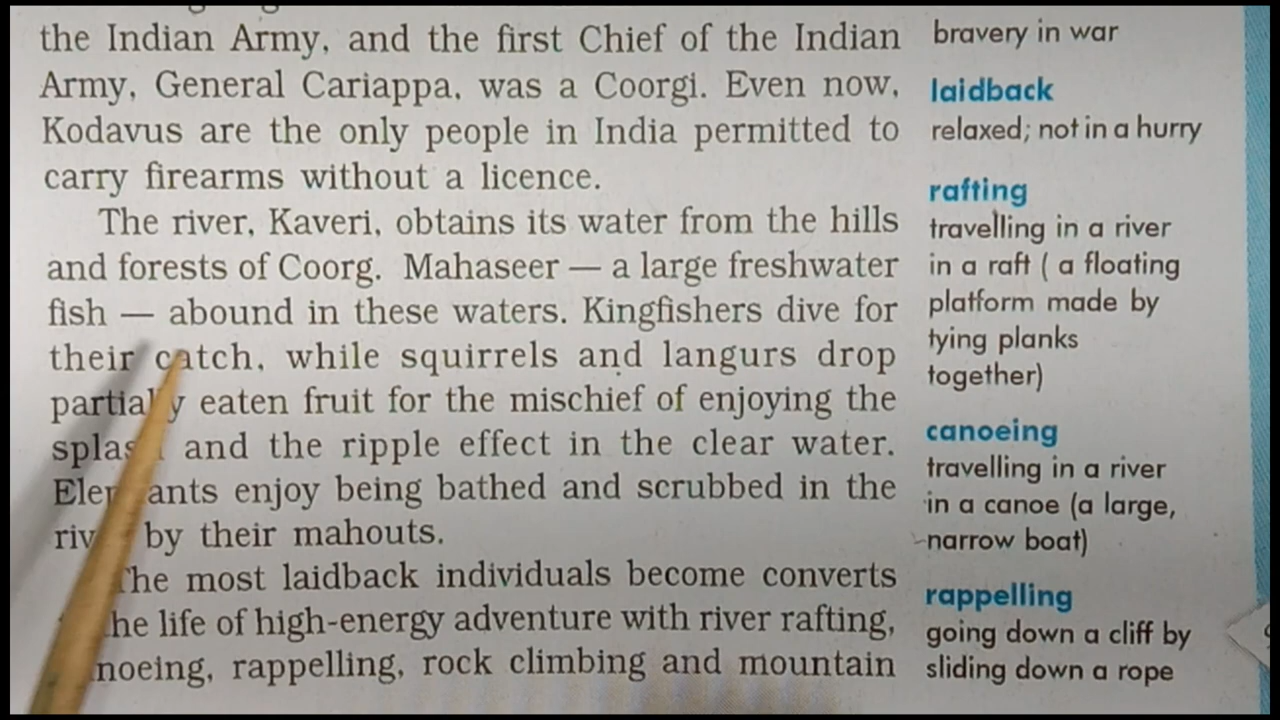 the Indian Army, and the first Chief of the Indian
Army, General Cariappa, was a Coorgi. Even now,
Kodavus are the only people in India permitted to
carry firearms without a licence.
The river, Kaveri, obtains its water from the hills
and forests of Coorg. Mahaseer — a large freshwater
fish — abound in these waters. Kingfishers dive for
their catch, while squirrels and langurs drop
partially eaten fruit for the mischief of enjoying the
splash and the ripple effect in the clear water.
Elephants enjoy being bathed and scrubbed in the
river by their mahouts.
The most laidback individuals become converts
the life of high-energy adventure with river rafting,
canoeing, rappelling, rock climbing and mountain
bravery in war
laidback
relaxed; not in a hurry
rafting
travelling in a river
in a raft ( a floating
platform made by
tying planks
together)
canoeing
travelling in a river
in a canoe (a large,
narrow boat)
rappelling
going down a cliff by
sliding down a rope